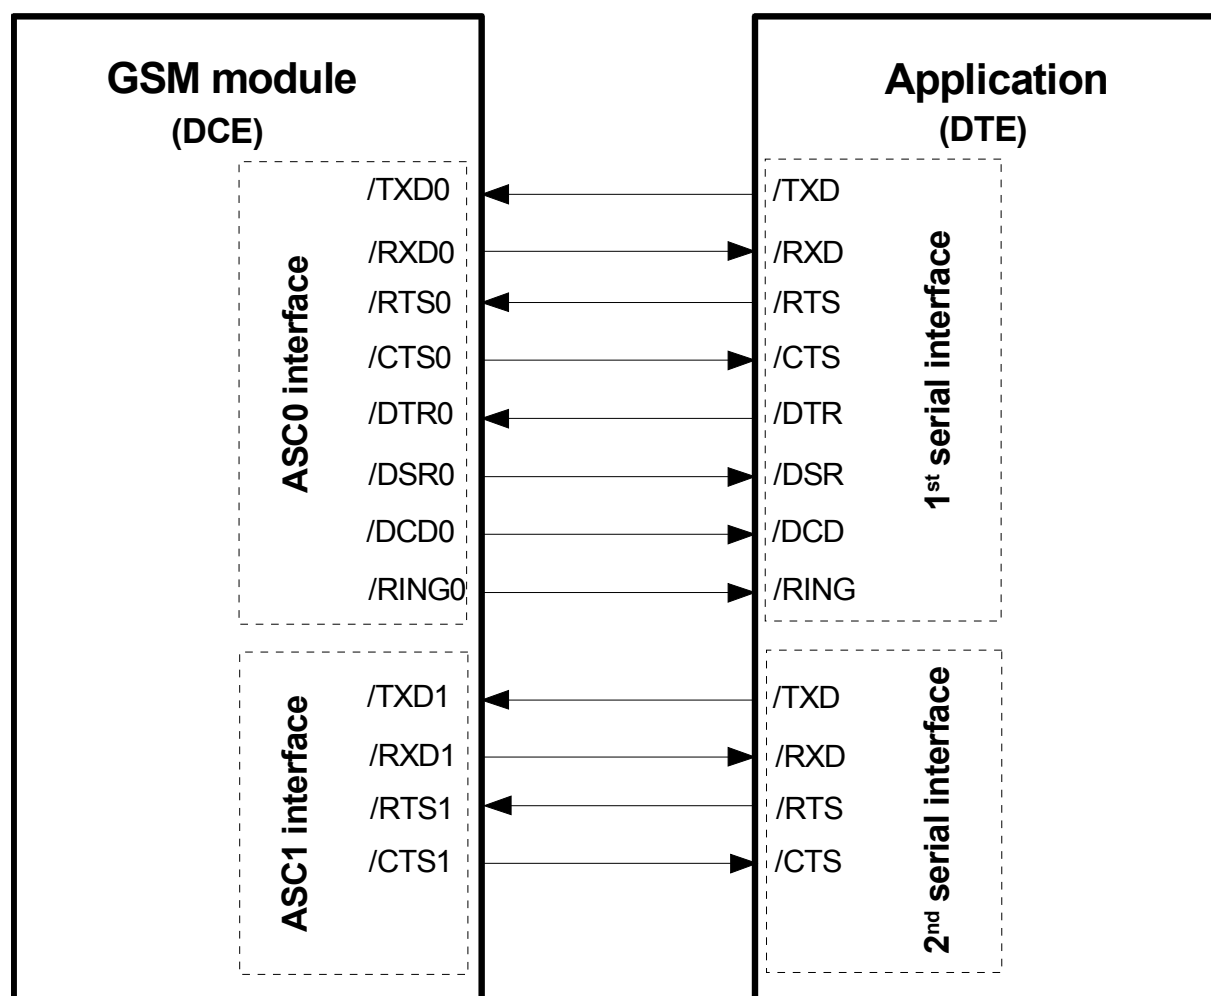 GSM module
(DCE)
ASC0 interface
/TXD0
/RXD0
/RTS0
/CTS0
/DTR0
/DSR0
/DCD0
/RING0
ASC1 interface
/TXD1
/RXD1
/RTS1
/CTS1
Application
(DTE)
/TXD
/RXD
/RTS
/CTS
/DTR
/DSR
/DCD
/RING
1st serial interface
/TXD
/RXD
/RTS
/CTS
2nd serial interface